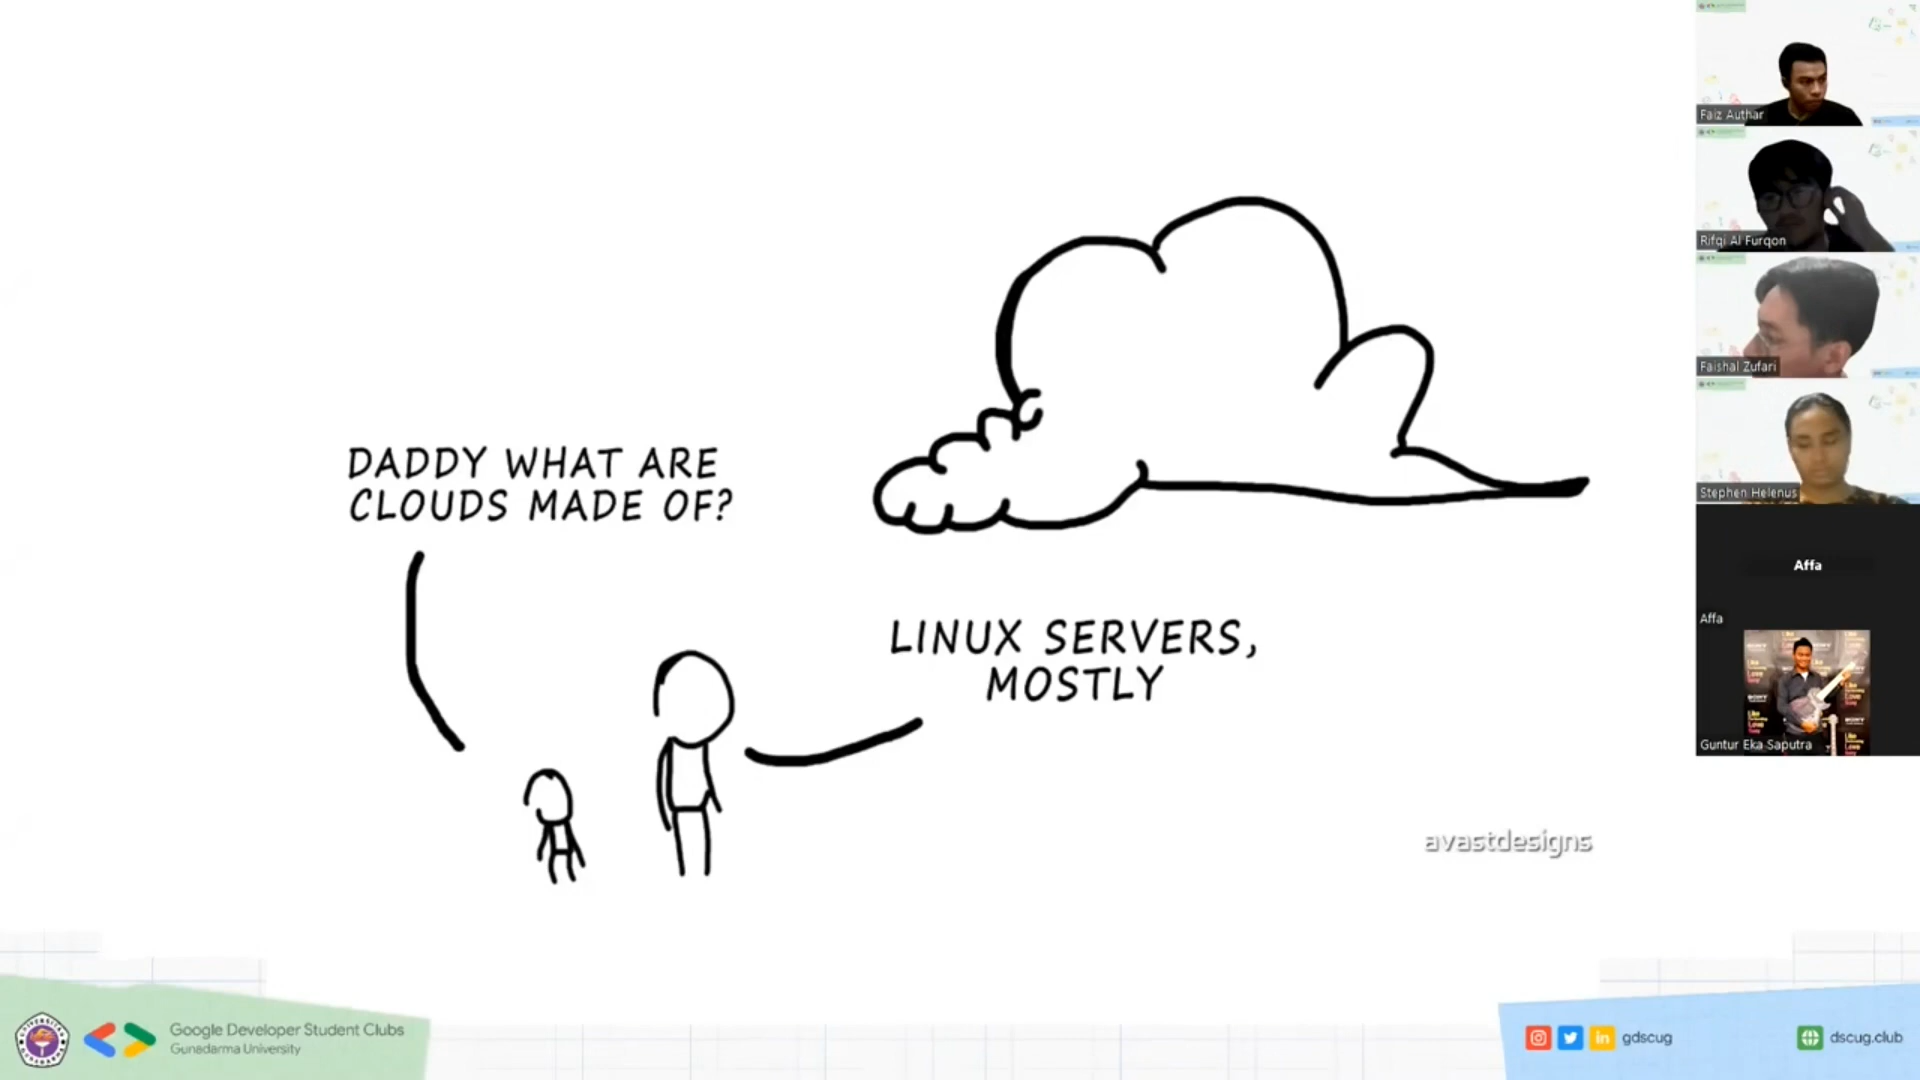 DADDY WHAT ARE
CLOUDS MADE OF?
LINUX SERVERS,
MOSTLY
avastdesigns
Google Developer Student Clubs
Gunadarma University
gdscug
dscug.club
Faiz Authar
Rifqi Al Furqon
Faishal Zufari
Stephen Helenus
Affa
Affa
Guntur Eka Saputra